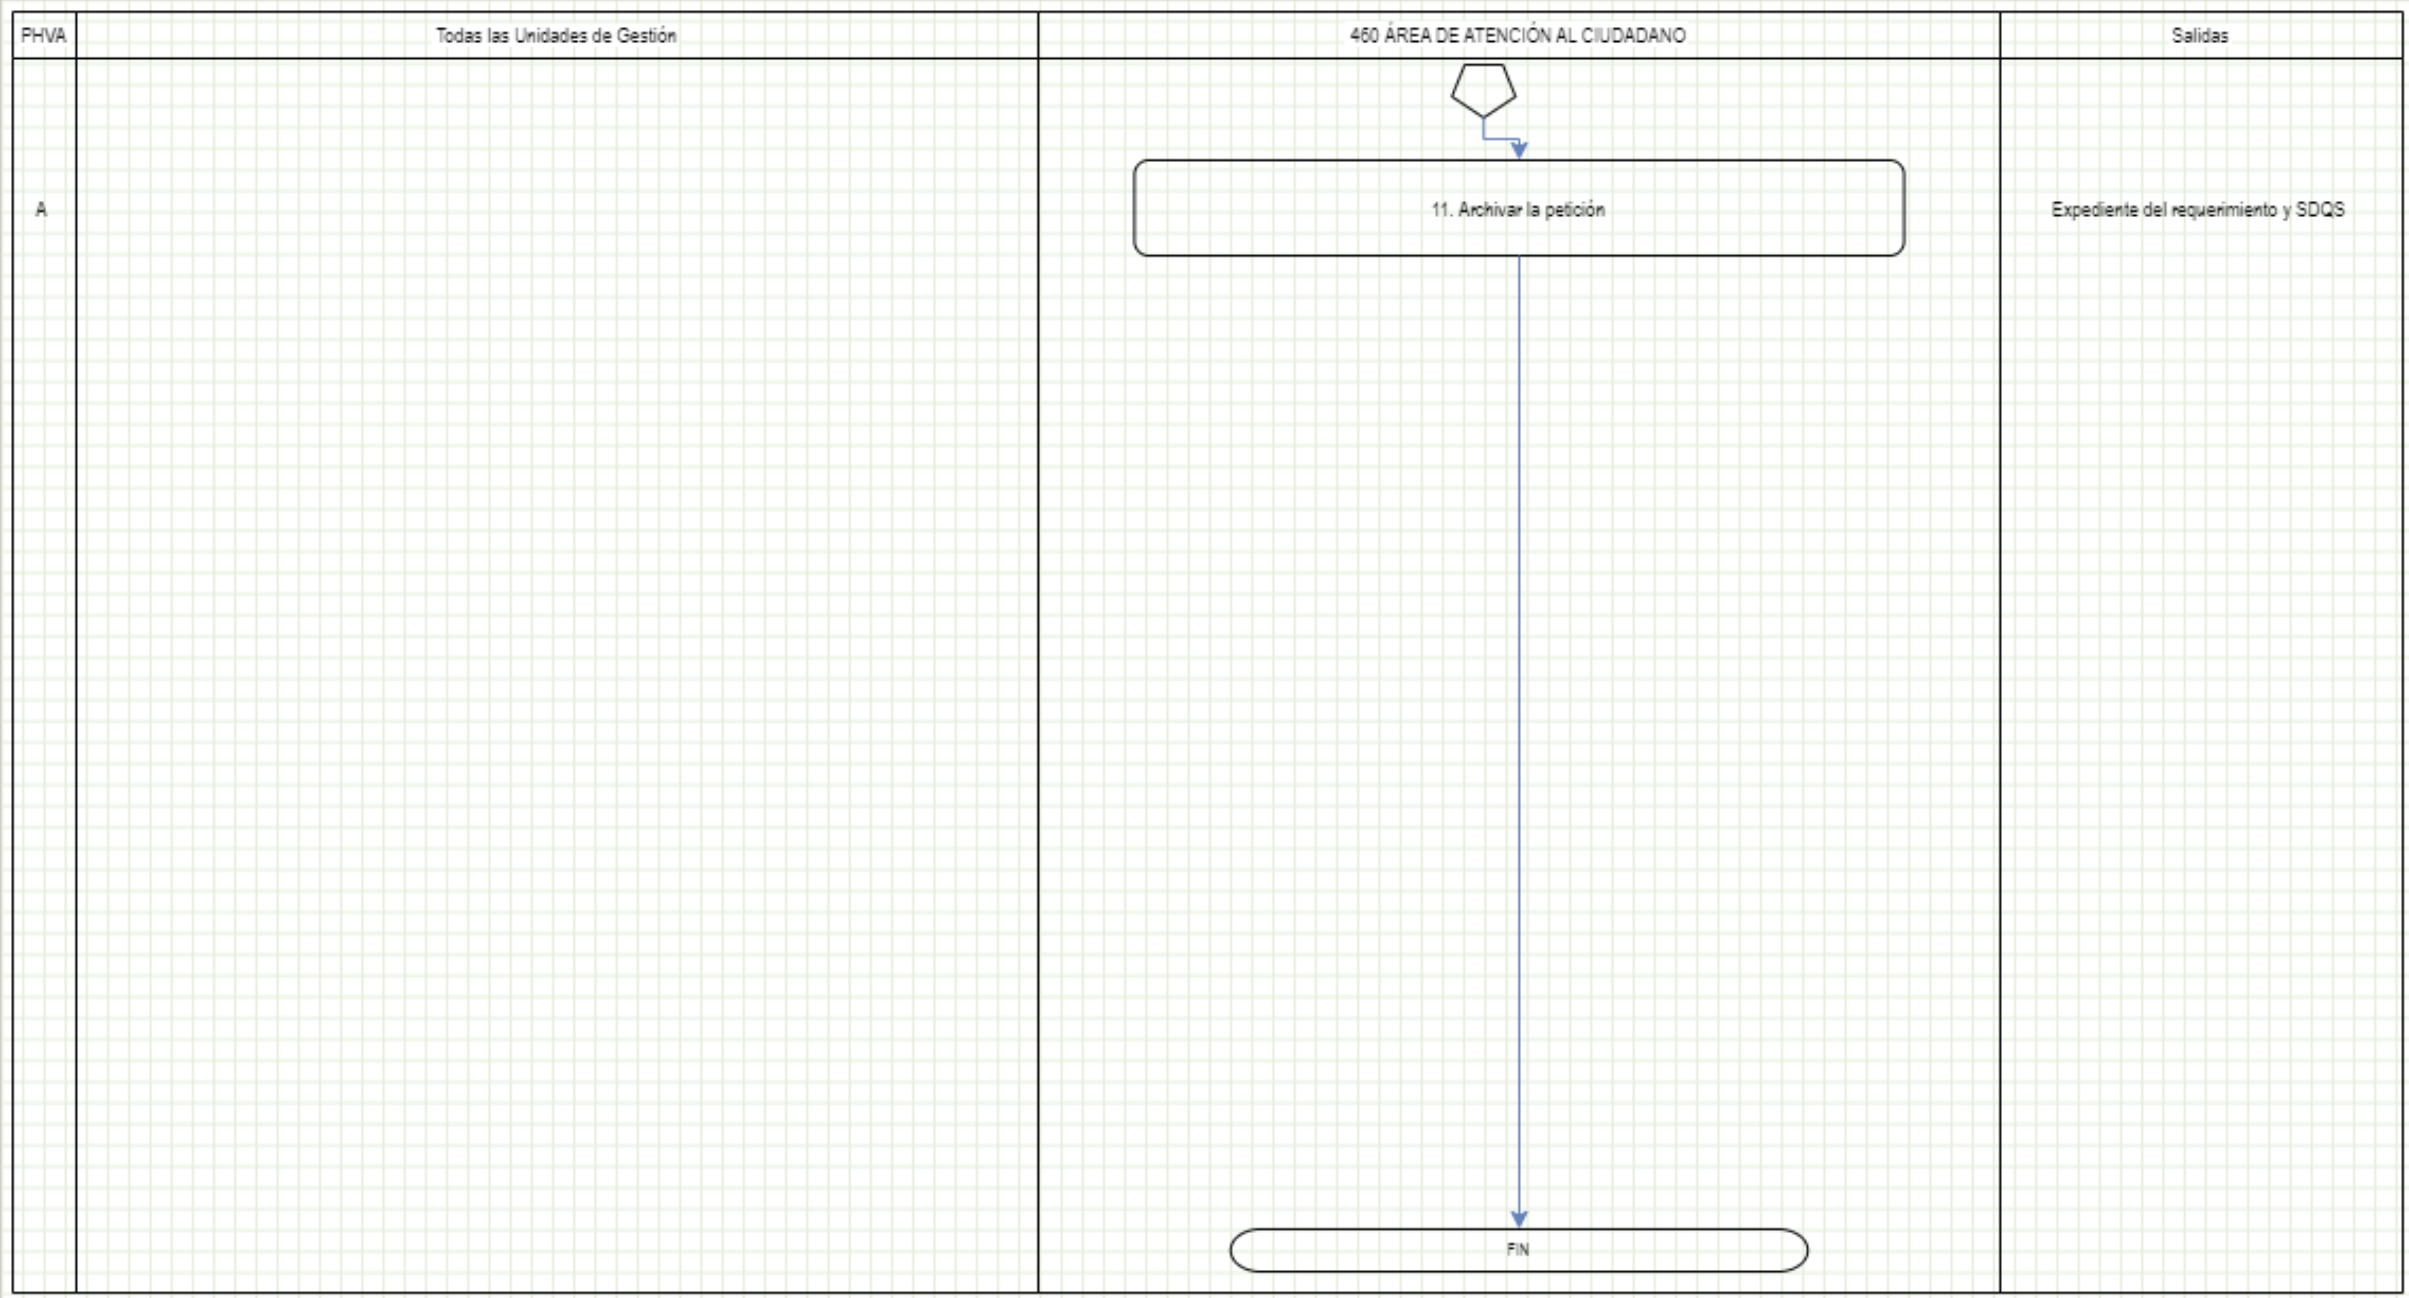 PHVA
Todas las Unidades de Gestión
460 ÁREA DE ATENCIÓN AL CIUDADANO
Salidas
A
11. Archivar la petición
Expediente del requerimiento y SDQS
FIN